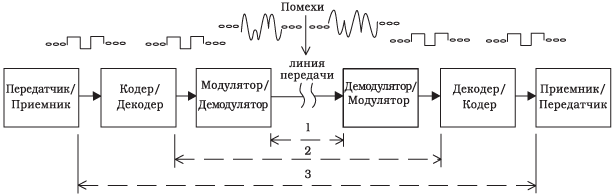 Помехи
линия
передачи
Передатчик/
Приемник
Кодер/
Декодер
Модулятор/
Демодулятор
Демодулятор/
Модулятор
Декодер/
Кодер
Приемник/
Передатчик
1
2
3